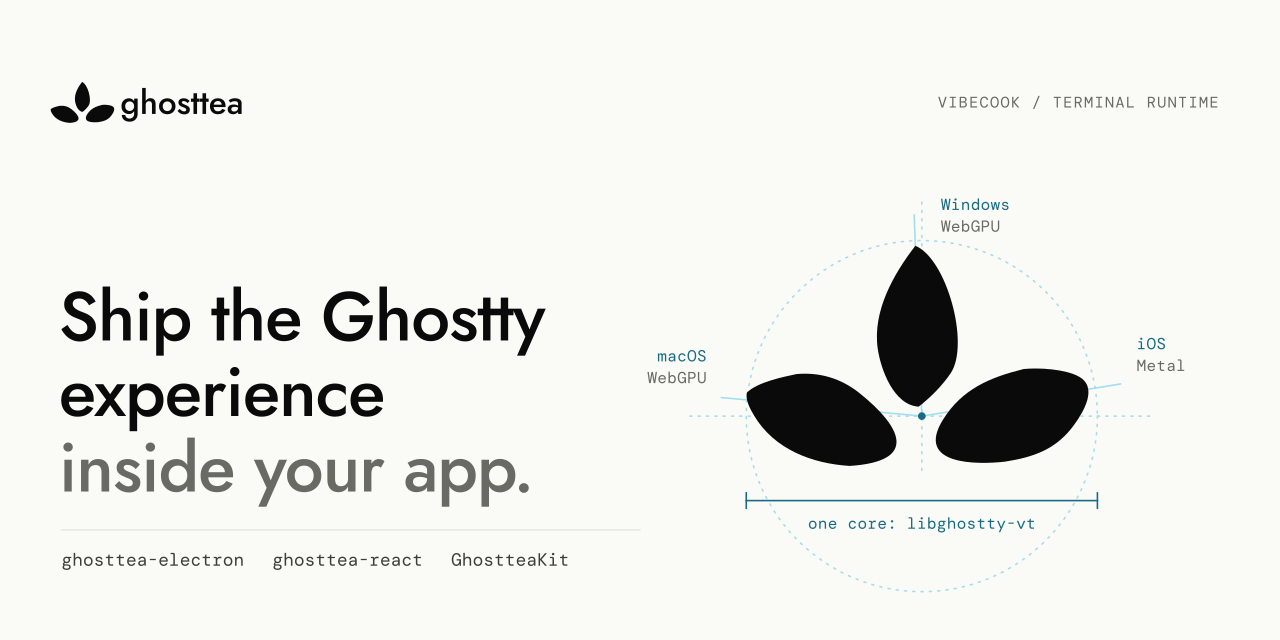 ghosttea
VIBECOOK / TERMINAL RUNTIME
Windows
WebGPU
Ship the Ghostty
experience
inside your app.
macOS
WebGPU
iOS
Metal
one core: libghostty-vt
ghosttea-electron ghosttea-react GhostteaKit